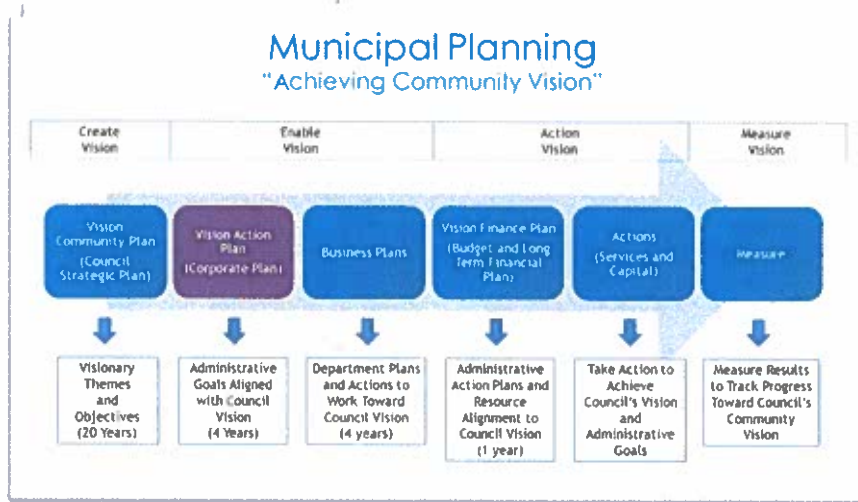 Municipal Planning
"Achieving Community Vision"
Create
Vision
Enable
Vision
Action
Vision
Measure
Vision
Vision
Community Plan
(Council
Strategic Plan)
Vision Action
Plan
(Corporate Plan)
Business Plans
Vision Finance Plan
(Budget and Long
Term Financial
Plan)
Actions
(Services and
Capital)
Measure
Visionary
Themes
and
Objectives
(20 Years)
Administrative
Goals Aligned
with Council
Vision
(4 Years)
Department Plans
and Actions to
Work Toward
Council Vision
(4 years)
Administrative
Action Plans and
Resource
Alignment to
Council Vision
(1 year)
Take Action to
Achieve
Council's Vision
and
Administrative
Goals
Measure Results
to Track Progress
Toward Council's
Community
Vision